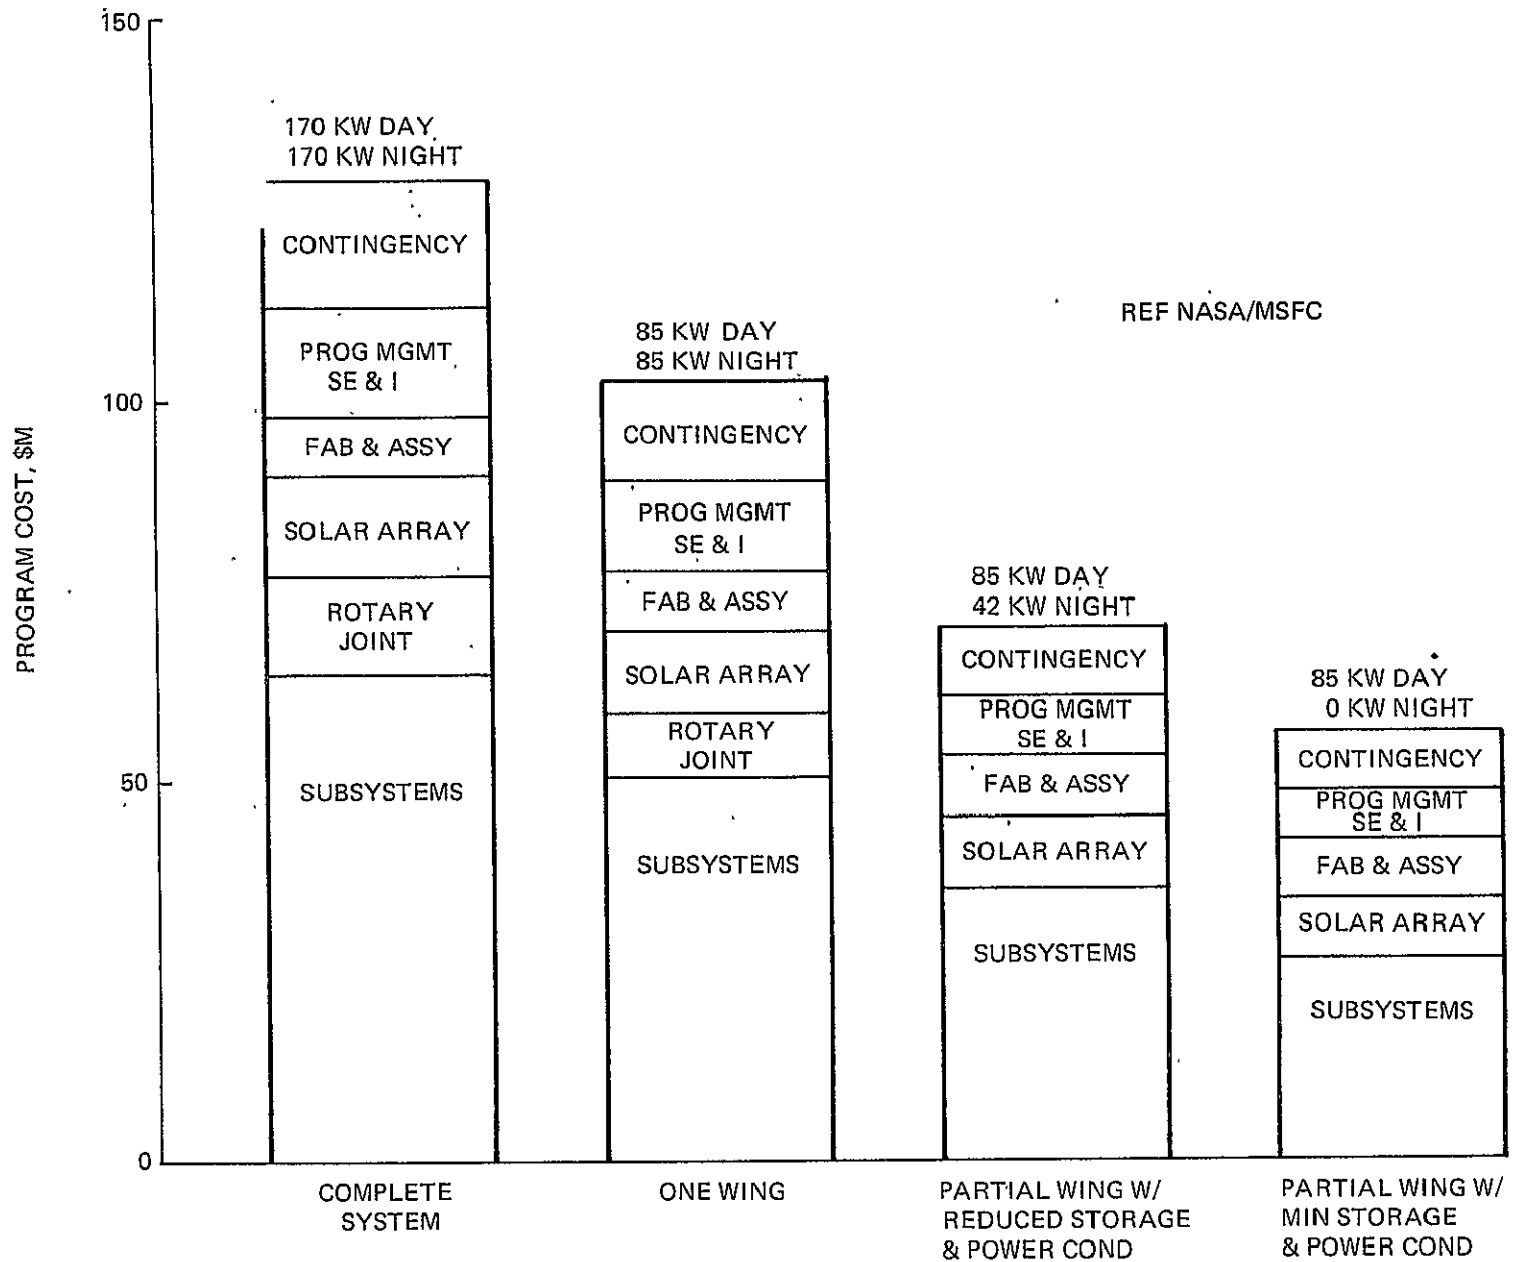 150
170 KW DAY
170 KW NIGHT
CONTINGENCY
PROG MGMT
SE & I
FAB & ASSY
SOLAR ARRAY
ROTARY
JOINT
SUBSYSTEMS
85 KW DAY
85 KW NIGHT
CONTINGENCY
PROG MGMT
SE & I
FAB & ASSY
SOLAR ARRAY
ROTARY
JOINT
SUBSYSTEMS
REF NASA/MSFC
85 KW DAY
42 KW NIGHT
CONTINGENCY
PROG MGMT
SE & I
FAB & ASSY
SOLAR ARRAY
SUBSYSTEMS
85 KW DAY
0 KW NIGHT
CONTINGENCY
PROG MGMT
SE & I
FAB & ASSY
SOLAR ARRAY
SUBSYSTEMS
100
PROGRAM COST, $M
50
0
COMPLETE
SYSTEM
ONE WING
PARTIAL WING W/
REDUCED STORAGE
& POWER COND
PARTIAL WING W/
MIN STORAGE
& POWER COND